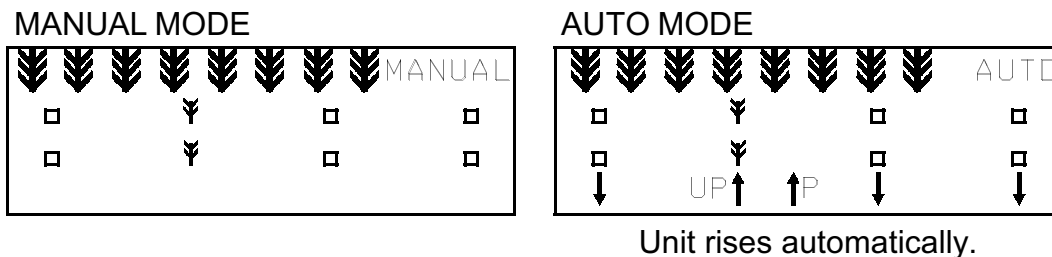 MANUAL MODE
MANUAL
AUTO MODE
AUTO
UP P
Unit rises automatically.